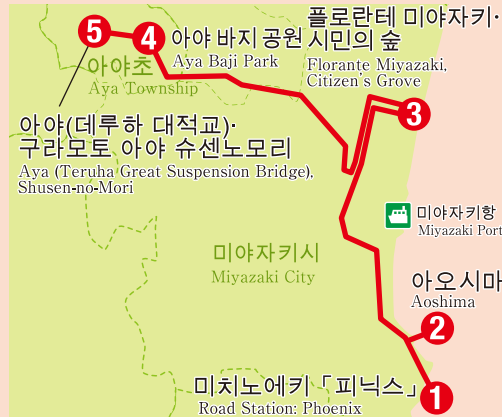 플로란테 미야자키·
시민의 숲
Florante Miyazaki,
Citizen's Grove
5
4
아야 바지 공원
Aya Baji Park
아야초
Aya Township
3
아야(데루하 대적교)·
구라모토 아야 슈센노모리
Aya (Teruha Great Suspension Bridge),
Shusen-no-Mori
미야자키항
Miyazaki Port
미야자키시
Miyazaki City
아오시마
Aoshima
2
미치노에키「피닉스」
Road Station: Phoenix
1